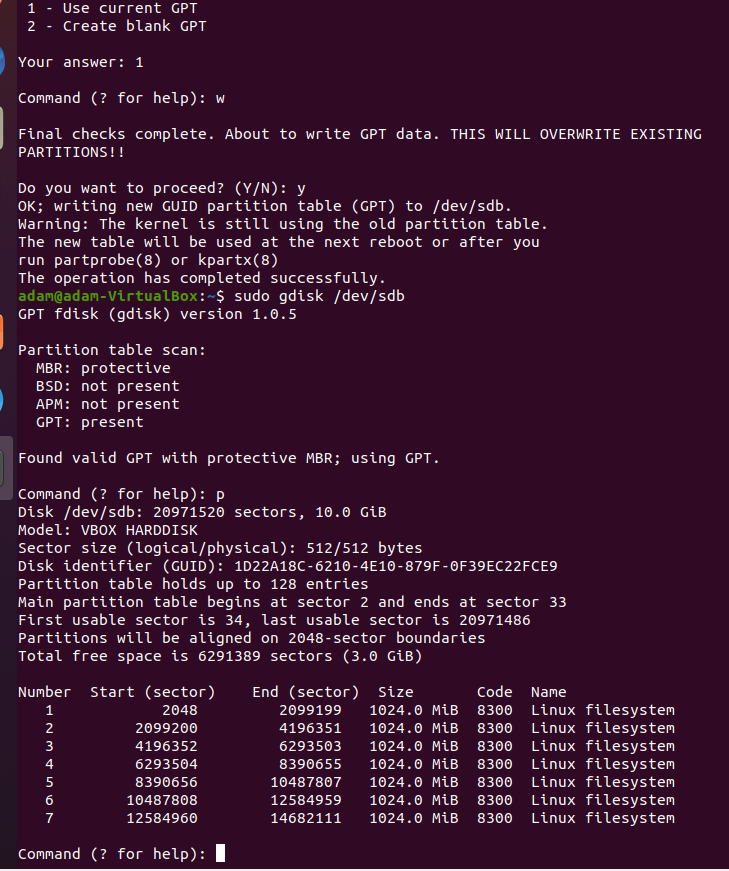 1 - Use current GPT
 2 - Create blank GPT
Your answer: 1
Command (? for help): w
Final checks complete. About to write GPT data. THIS WILL OVERWRITE EXISTING
PARTITIONS!!
Do you want to proceed? (Y/N): y
OK; writing new GUID partition table (GPT) to /dev/sdb.
Warning: The kernel is still using the old partition table.
The new table will be used at the next reboot or after you
run partprobe(8) or kpartx(8)
The operation has completed successfully.
adam@adam-VirtualBox:~$ sudo gdisk /dev/sdb
GPT fdisk (gdisk) version 1.0.5
Partition table scan:
  MBR: protective
  BSD: not present
  APM: not present
  GPT: present
Found valid GPT with protective MBR; using GPT.
Command (? for help): p
Disk /dev/sdb: 20971520 sectors, 10.0 GiB
Model: VBOX HARDDISK
Sector size (logical/physical): 512/512 bytes
Disk identifier (GUID): 1D22A18C-6210-4E10-879F-0F39EC22FCE9
Partition table holds up to 128 entries
Main partition table begins at sector 2 and ends at sector 33
First usable sector is 34, last usable sector is 20971486
Partitions will be aligned on 2048-sector boundaries
Total free space is 6291389 sectors (3.0 GiB)
Number  Start (sector)    End (sector)  Size       Code  Name
   1            2048         2099199   1024.0 MiB  8300  Linux filesystem
   2         2099200         4196351   1024.0 MiB  8300  Linux filesystem
   3         4196352         6293503   1024.0 MiB  8300  Linux filesystem
   4         6293504         8390655   1024.0 MiB  8300  Linux filesystem
   5         8390656        10487807   1024.0 MiB  8300  Linux filesystem
   6        10487808        12584959   1024.0 MiB  8300  Linux filesystem
   7        12584960        14682111   1024.0 MiB  8300  Linux filesystem
Command (? for help):